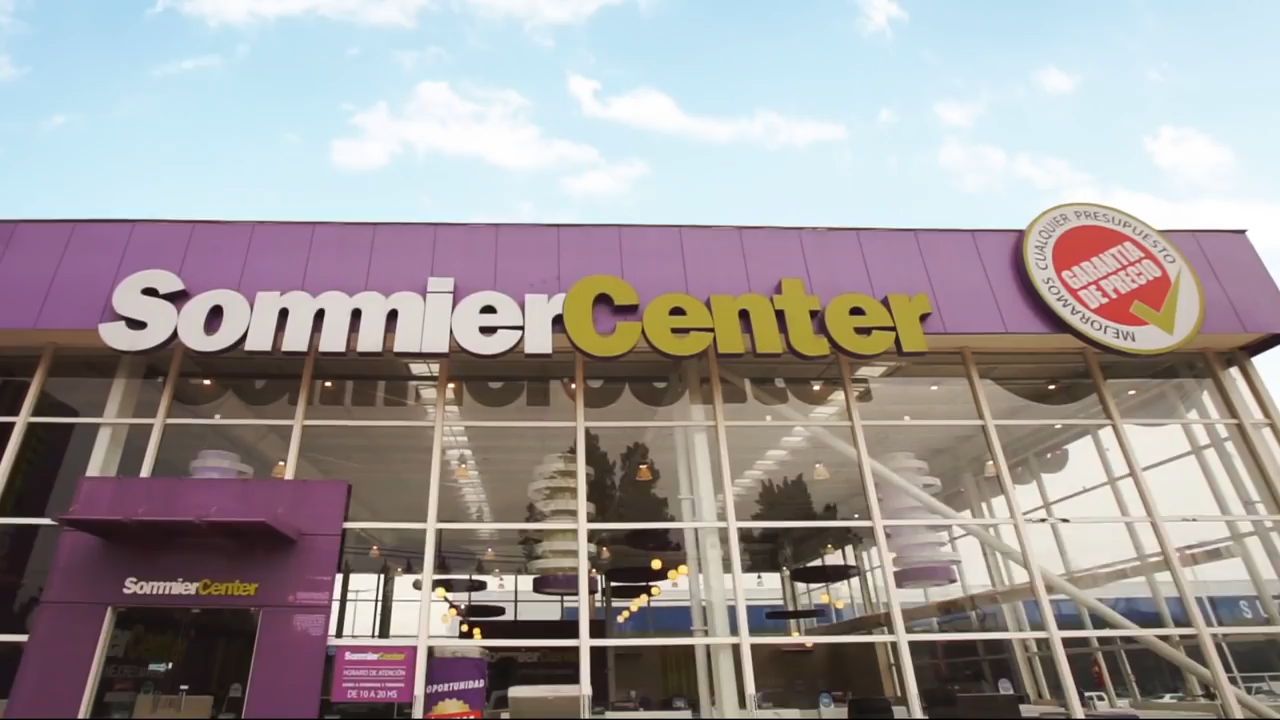 SommierCenter
MEJORAMOS CUALQUIER PRESUPUESTO
GARANTIA
DE PRECIO
SommierCenter
SommierCenter
HORARIO DE ATENCIÓN
DE 10 A 20 HS
OPORTUNIDAD
S